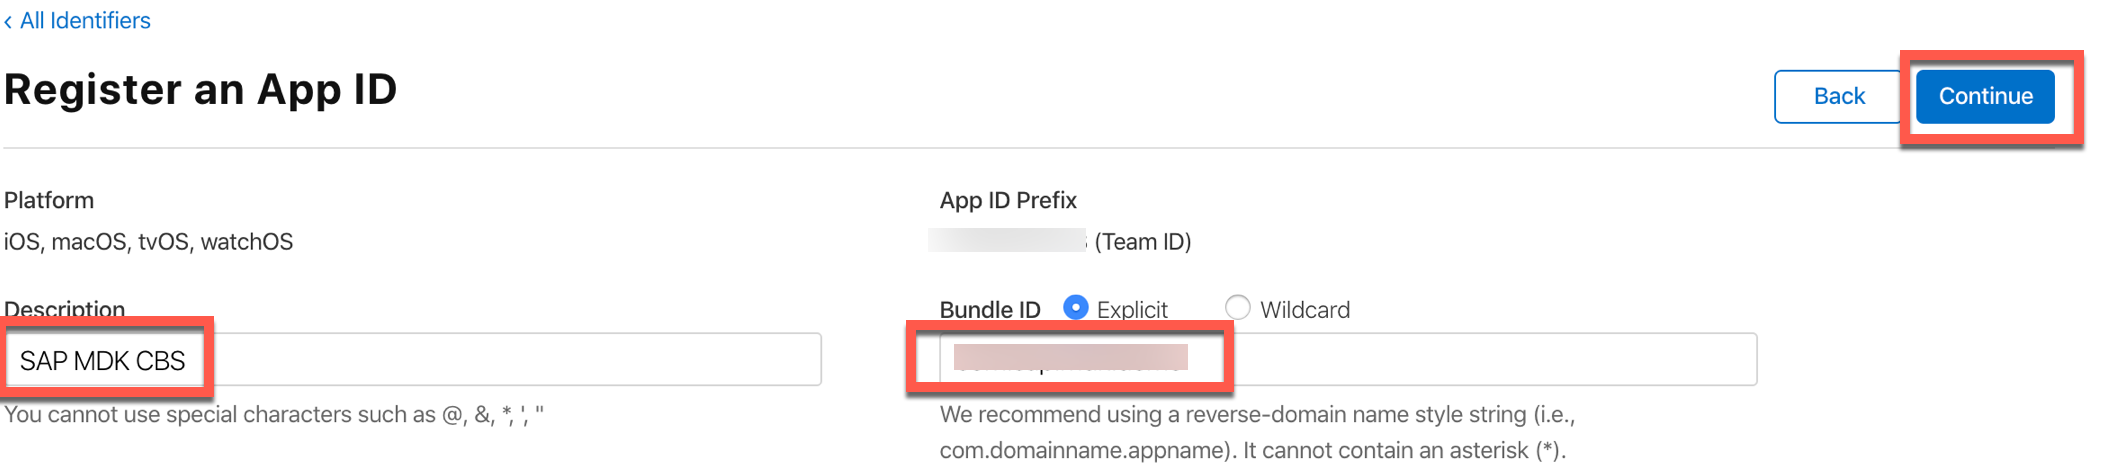 ‹ All Identifiers
Register an App ID
Back
Continue
Platform
iOS, macOS, tvOS, watchOS
App ID Prefix
(Team ID)
Description
SAP MDK CBS
You cannot use special characters such as @, &, *, ', "
Bundle ID Explicit Wildcard
We recommend using a reverse-domain name style string (i.e.,
com.domainname.appname). It cannot contain an asterisk (*).